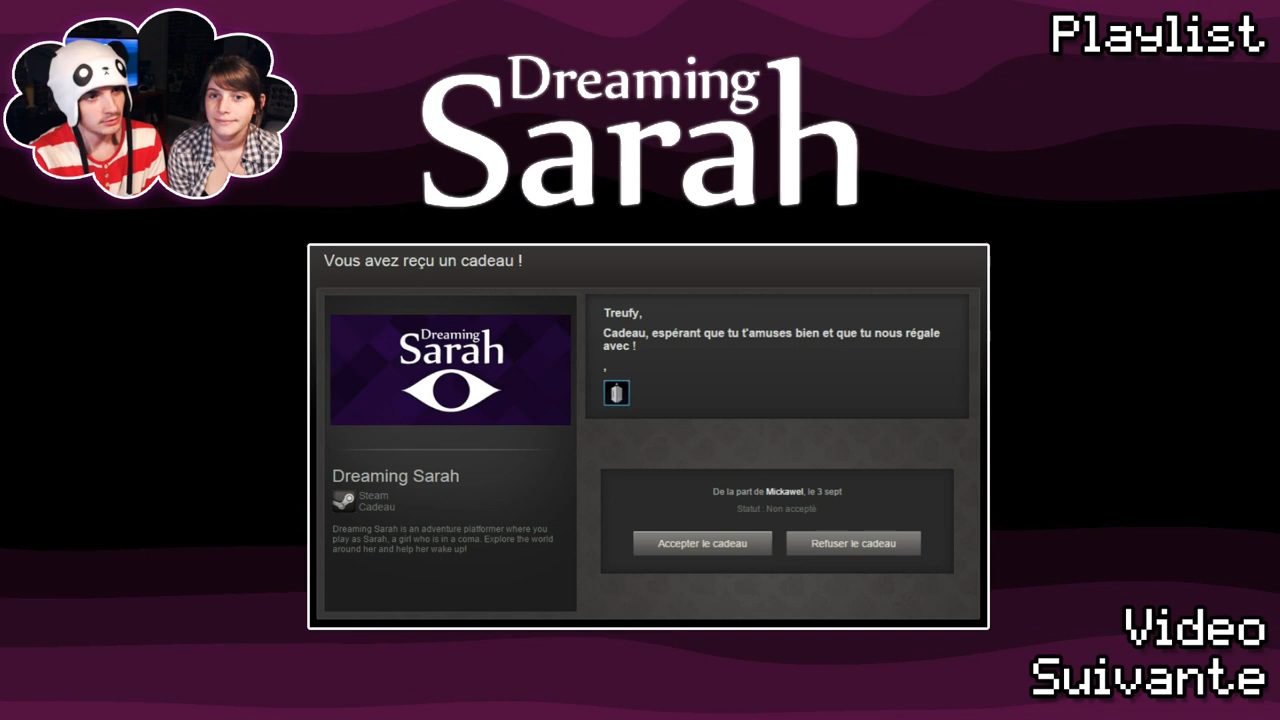 Playlist
Dreaming
Sarah
Vous avez reçu un cadeau !
Dreaming
Sarah
Treufy,
Cadeau, espérant que tu t'amuses bien et que tu nous régale
avec !
,
Dreaming Sarah
Steam
Cadeau
Dreaming Sarah is an adventure platformer where you
play as Sarah, a girl who is in a coma. Explore the world
around her and help her wake up!
De la part de Mickawel, le 3 sept
Statut : Non accepté
Accepter le cadeau
Refuser le cadeau
Video
Suivante